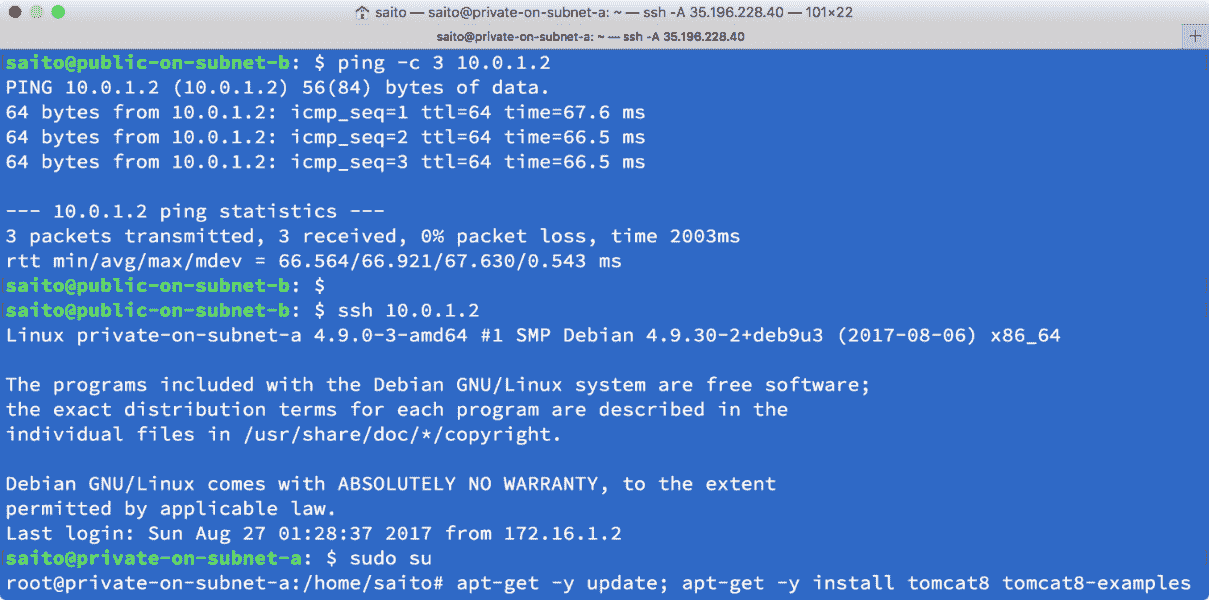 saito — saito@private-on-subnet-a: ~ — ssh -A 35.196.228.40 — 101×22
saito@private-on-subnet-a: ~ — ssh -A 35.196.228.40
saito@public-on-subnet-b: $ ping -c 3 10.0.1.2
PING 10.0.1.2 (10.0.1.2) 56(84) bytes of data.
64 bytes from 10.0.1.2: icmp_seq=1 ttl=64 time=67.6 ms
64 bytes from 10.0.1.2: icmp_seq=2 ttl=64 time=66.5 ms
64 bytes from 10.0.1.2: icmp_seq=3 ttl=64 time=66.5 ms
--- 10.0.1.2 ping statistics ---
3 packets transmitted, 3 received, 0% packet loss, time 2003ms
rtt min/avg/max/mdev = 66.564/66.921/67.630/0.543 ms
saito@public-on-subnet-b: $
saito@public-on-subnet-b: $ ssh 10.0.1.2
Linux private-on-subnet-a 4.9.0-3-amd64 #1 SMP Debian 4.9.30-2+deb9u3 (2017-08-06) x86_64
The programs included with the Debian GNU/Linux system are free software;
the exact distribution terms for each program are described in the
individual files in /usr/share/doc/*/copyright.
Debian GNU/Linux comes with ABSOLUTELY NO WARRANTY, to the extent
permitted by applicable law.
Last login: Sun Aug 27 01:28:37 2017 from 172.16.1.2
saito@private-on-subnet-a: $ sudo su
root@private-on-subnet-a:/home/saito# apt-get -y update; apt-get -y install tomcat8 tomcat8-examples